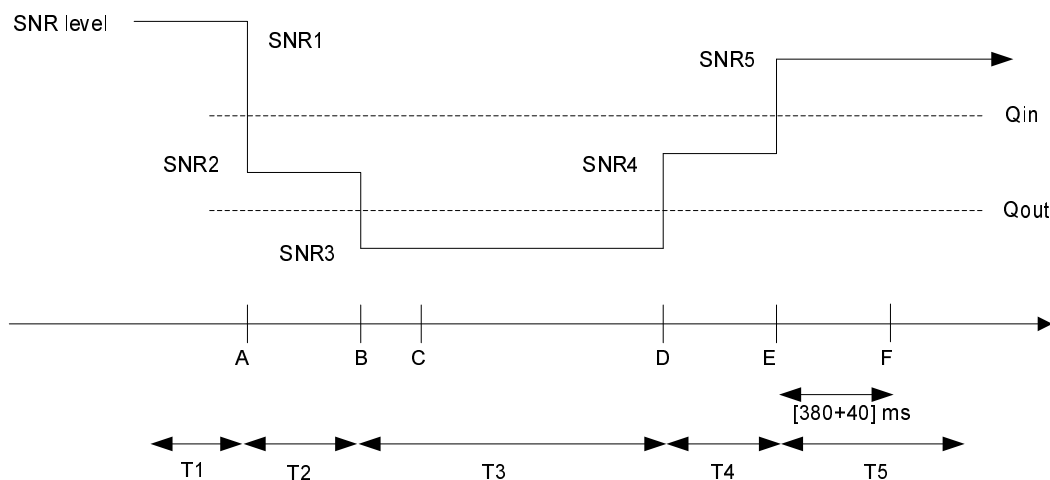 SNR level
SNR1
SNR5
Qin
SNR2
SNR4
Qout
SNR3
A B C D E F
[380+40] ms
T1 T2 T3 T4 T5